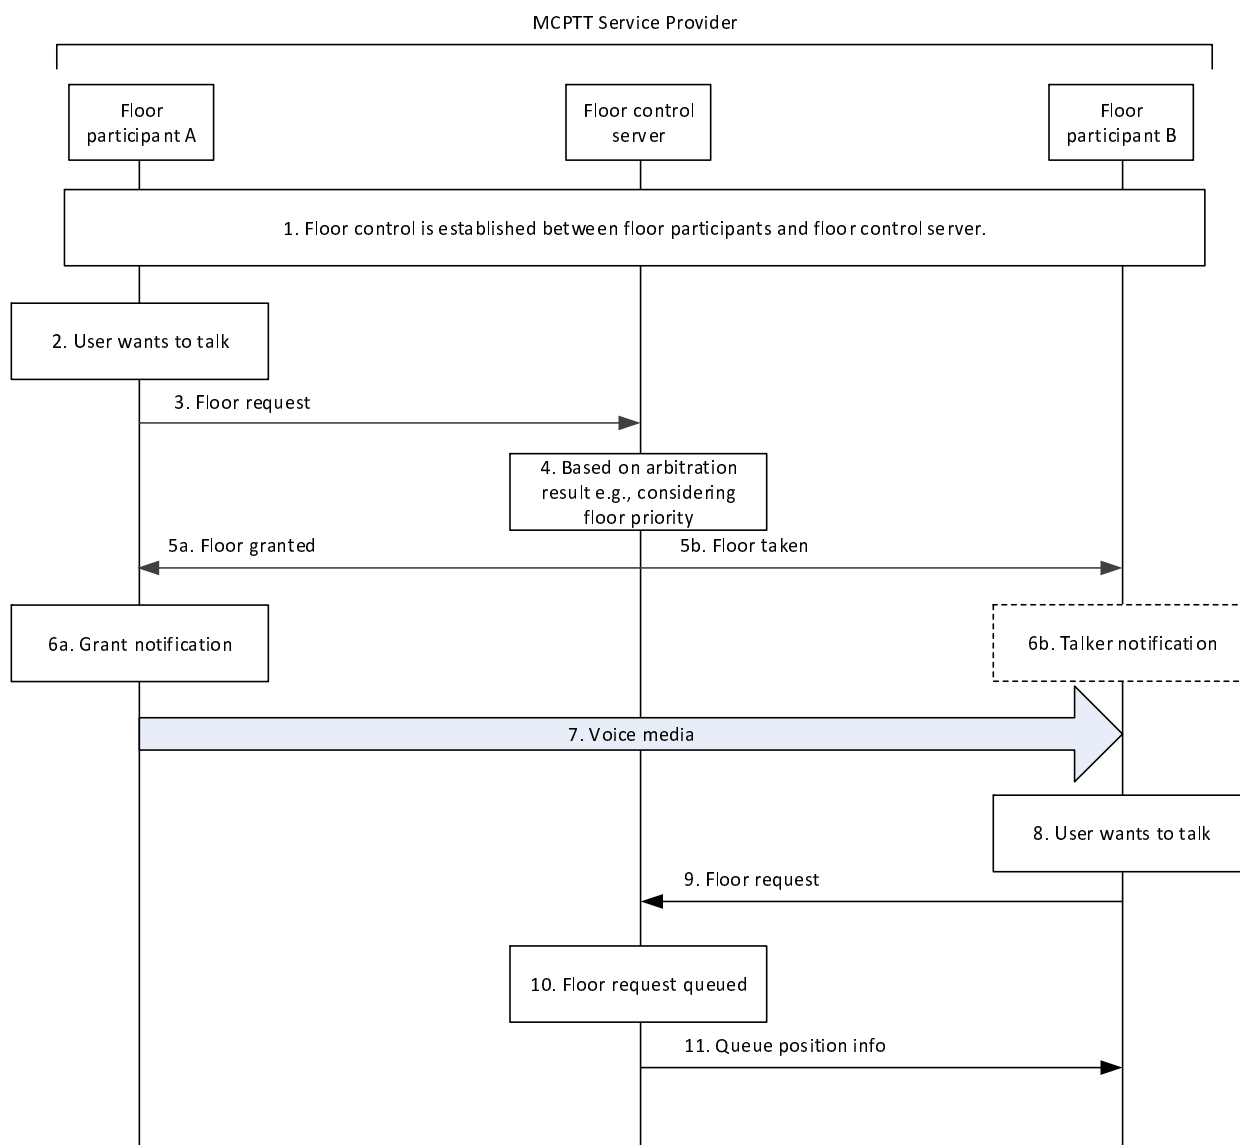 MCPTT Service Provider
Floor
participant A
Floor control
server
Floor
participant B
1. Floor control is established between floor participants and floor control server.
2. User wants to talk
3. Floor request
4. Based on arbitration
result e.g., considering
floor priority
5a. Floor granted
5b. Floor taken
6a. Grant notification
6b. Talker notification
7. Voice media
8. User wants to talk
9. Floor request
10. Floor request queued
11. Queue position info